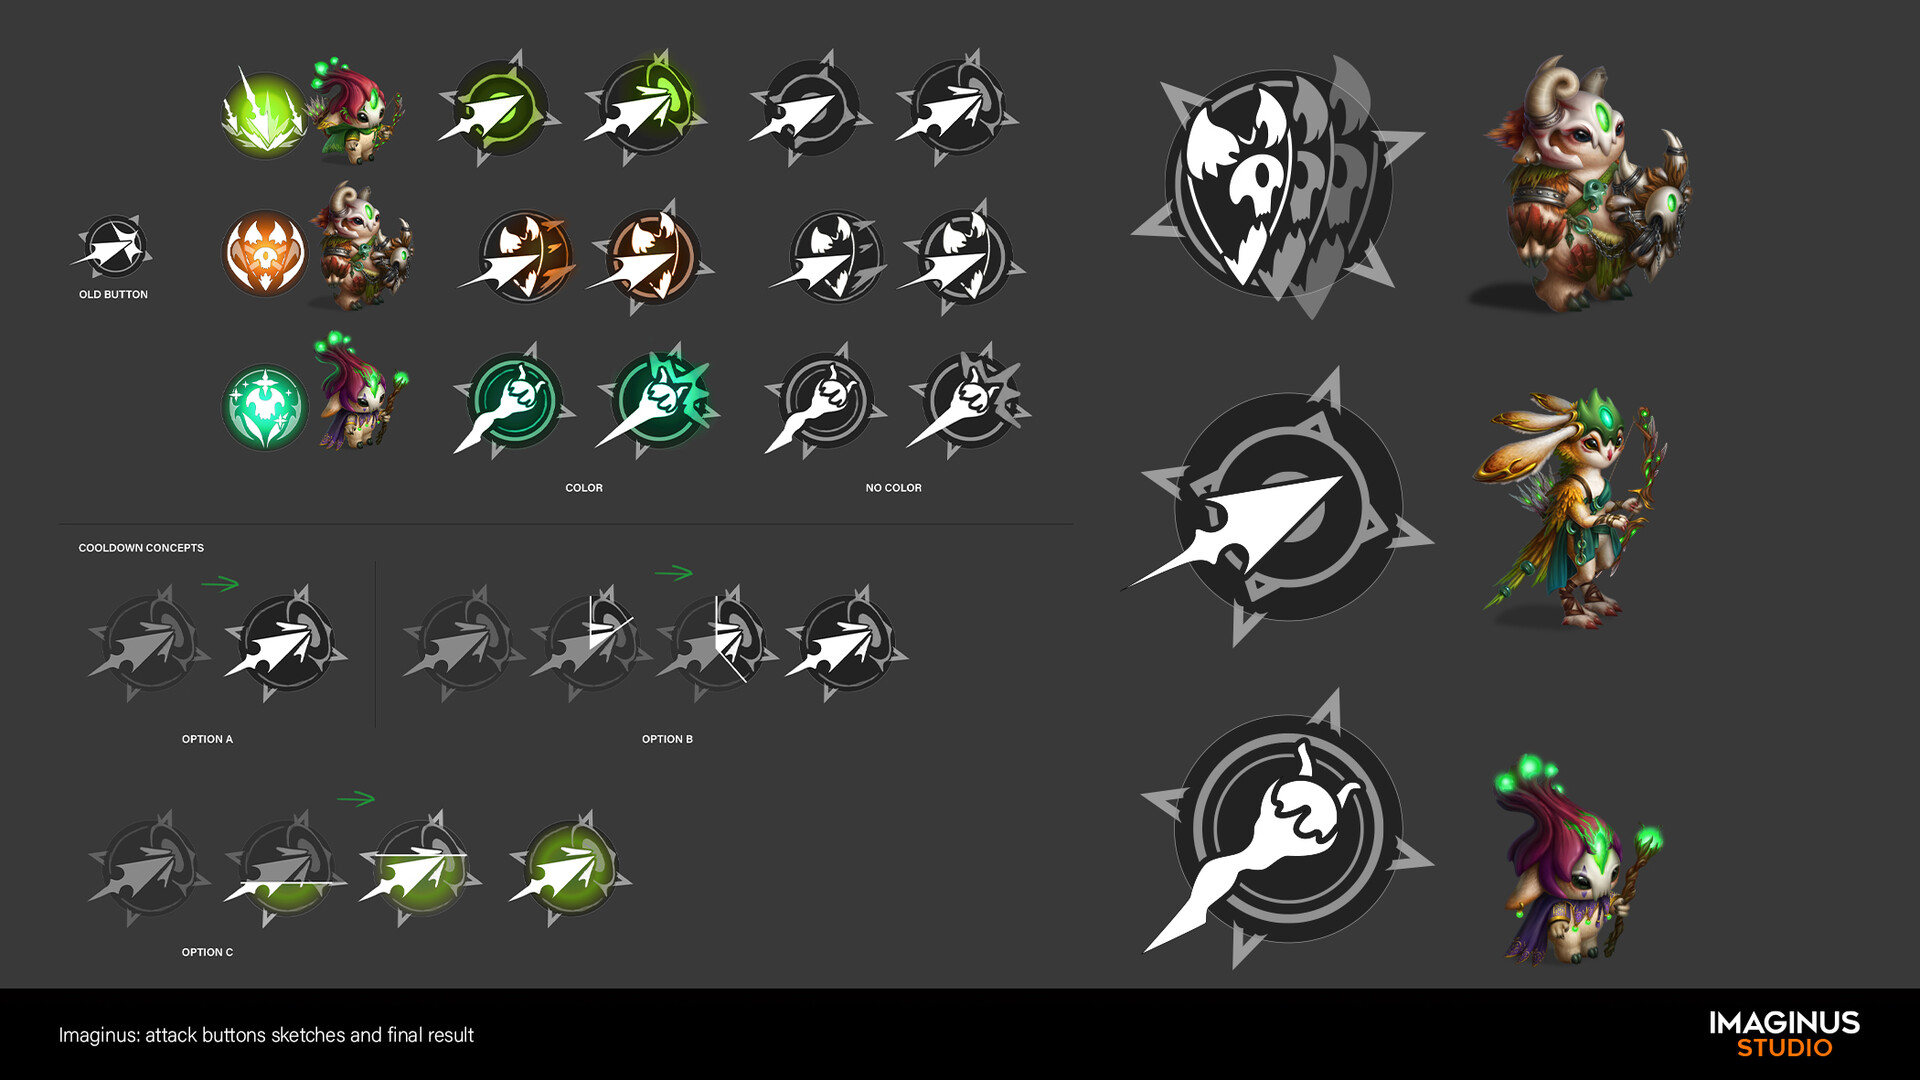 OLD BUTTON
COLOR
NO COLOR
COOLDOWN CONCEPTS
OPTION A
OPTION B
OPTION C
Imaginus: attack buttons sketches and final result
IMAGINUS
STUDIO